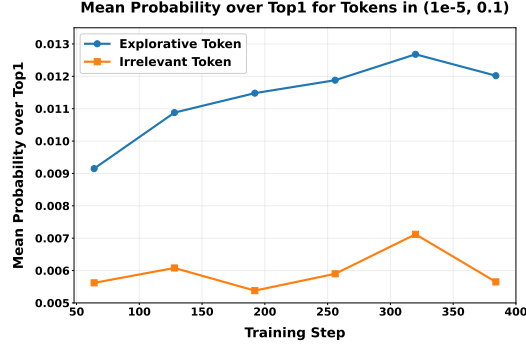 Mean Probability over Top1 for Tokens in (1e-5, 0.1)
Explorative Token
Irrelevant Token
Mean Probability over Top1
0.013
0.012
0.011
0.010
0.009
0.008
0.007
0.006
0.005
50 100 150 200 250 300 350 400
Training Step